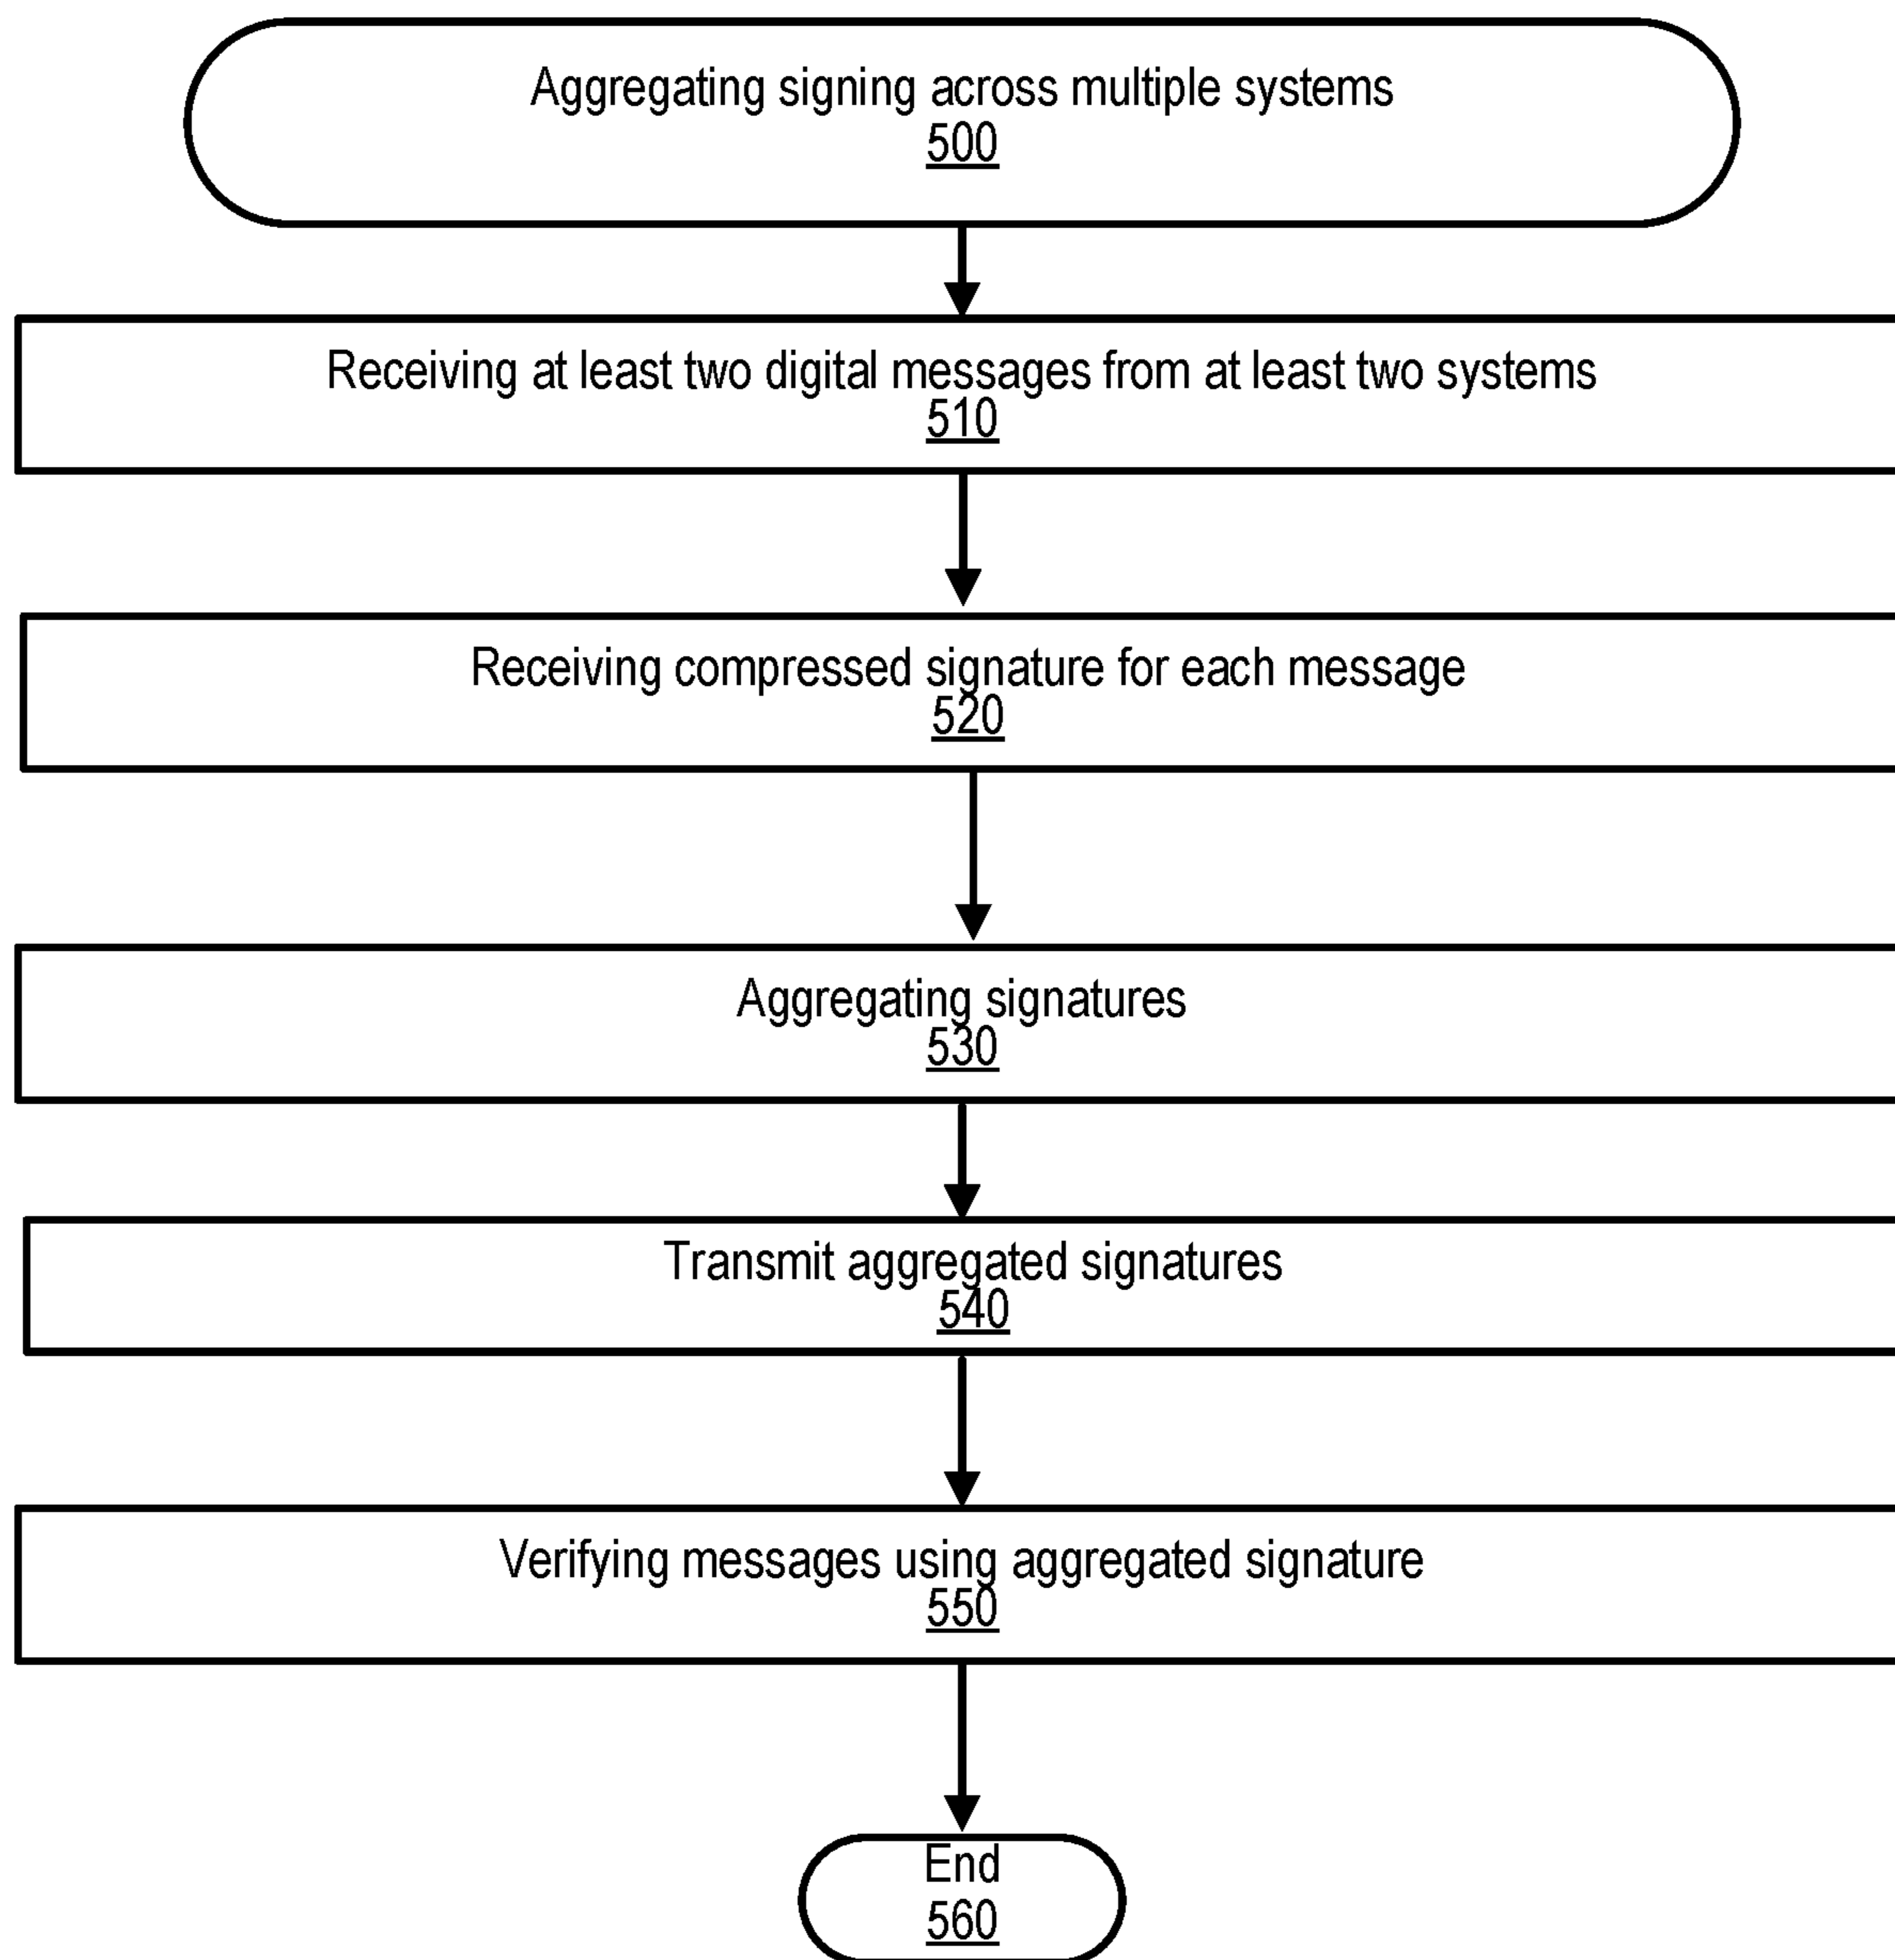 Aggregating signing across multiple systems
500
Receiving at least two digital messages from at least two systems
510
Receiving compressed signature for each message
520
Aggregating signatures
530
Transmit aggregated signatures
540
Verifying messages using aggregated signature
550
End
560